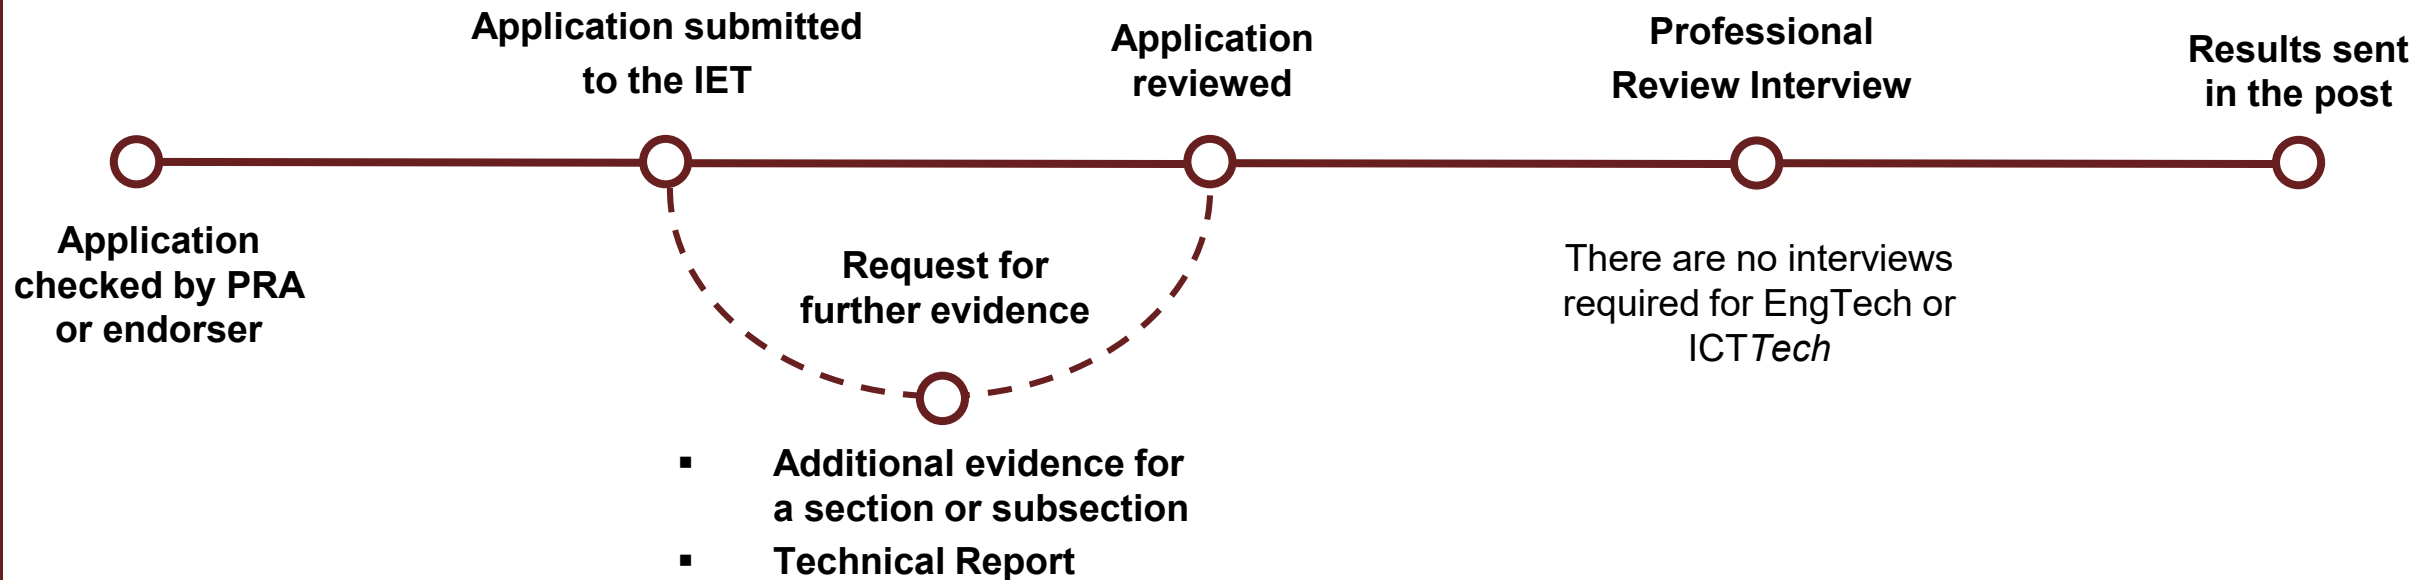 Application submitted
to the IET
Application
reviewed
Professional
Review Interview
Results sent
in the post
Application
checked by PRA
or endorser
Request for
further evidence
There are no interviews
required for EngTech or
ICTTech
▪ Additional evidence for
a section or subsection
▪ Technical Report